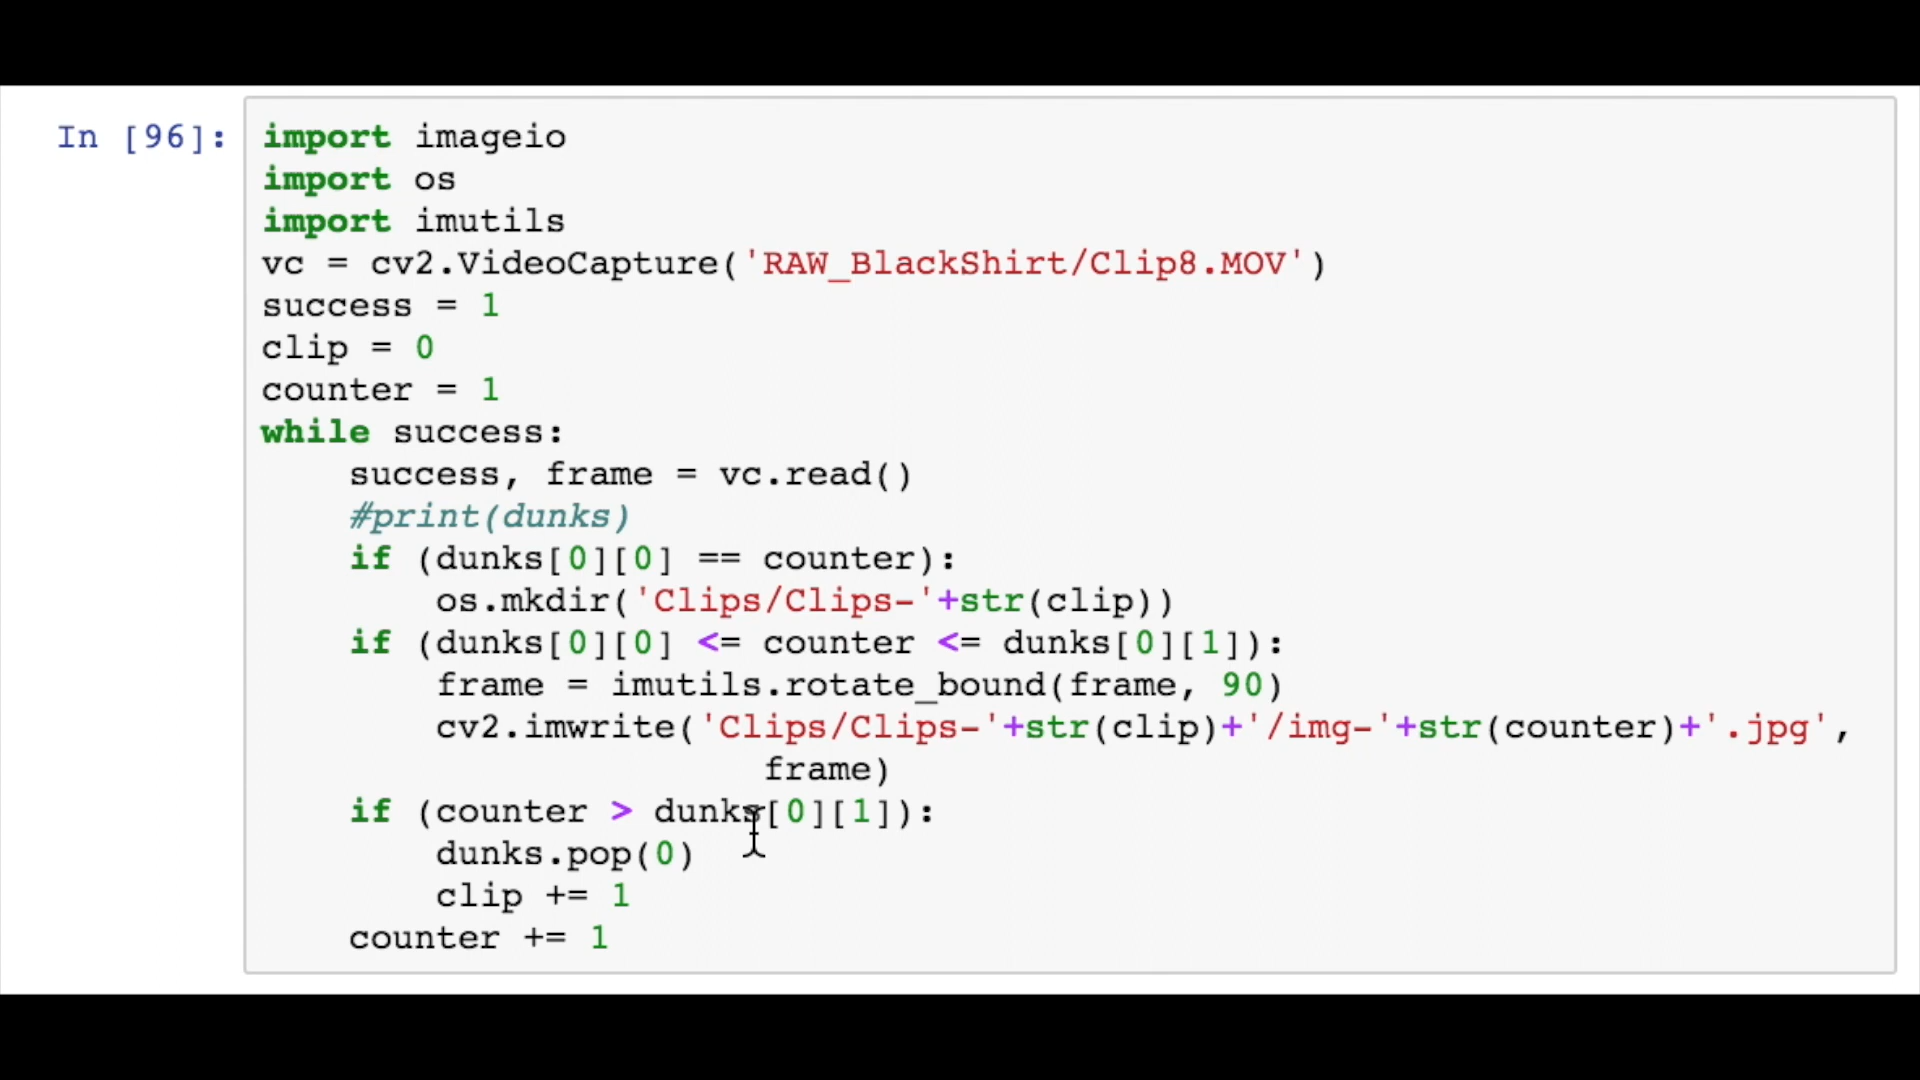 In [96]:
import imageio
import os
import imutils
vc = cv2.VideoCapture('RAW_BlackShirt/Clip8.MOV')
success = 1
clip = 0
counter = 1
while success:
    success, frame = vc.read()
    #print(dunks)
    if (dunks[0][0] == counter):
        os.mkdir('Clips/Clips-'+str(clip))
    if (dunks[0][0] <= counter <= dunks[0][1]):
        frame = imutils.rotate_bound(frame, 90)
        cv2.imwrite('Clips/Clips-'+str(clip)+'/img-'+str(counter)+'.jpg',
                       frame)
    if (counter > dunks[0][1]):
        dunks.pop(0)
        clip += 1
    counter += 1